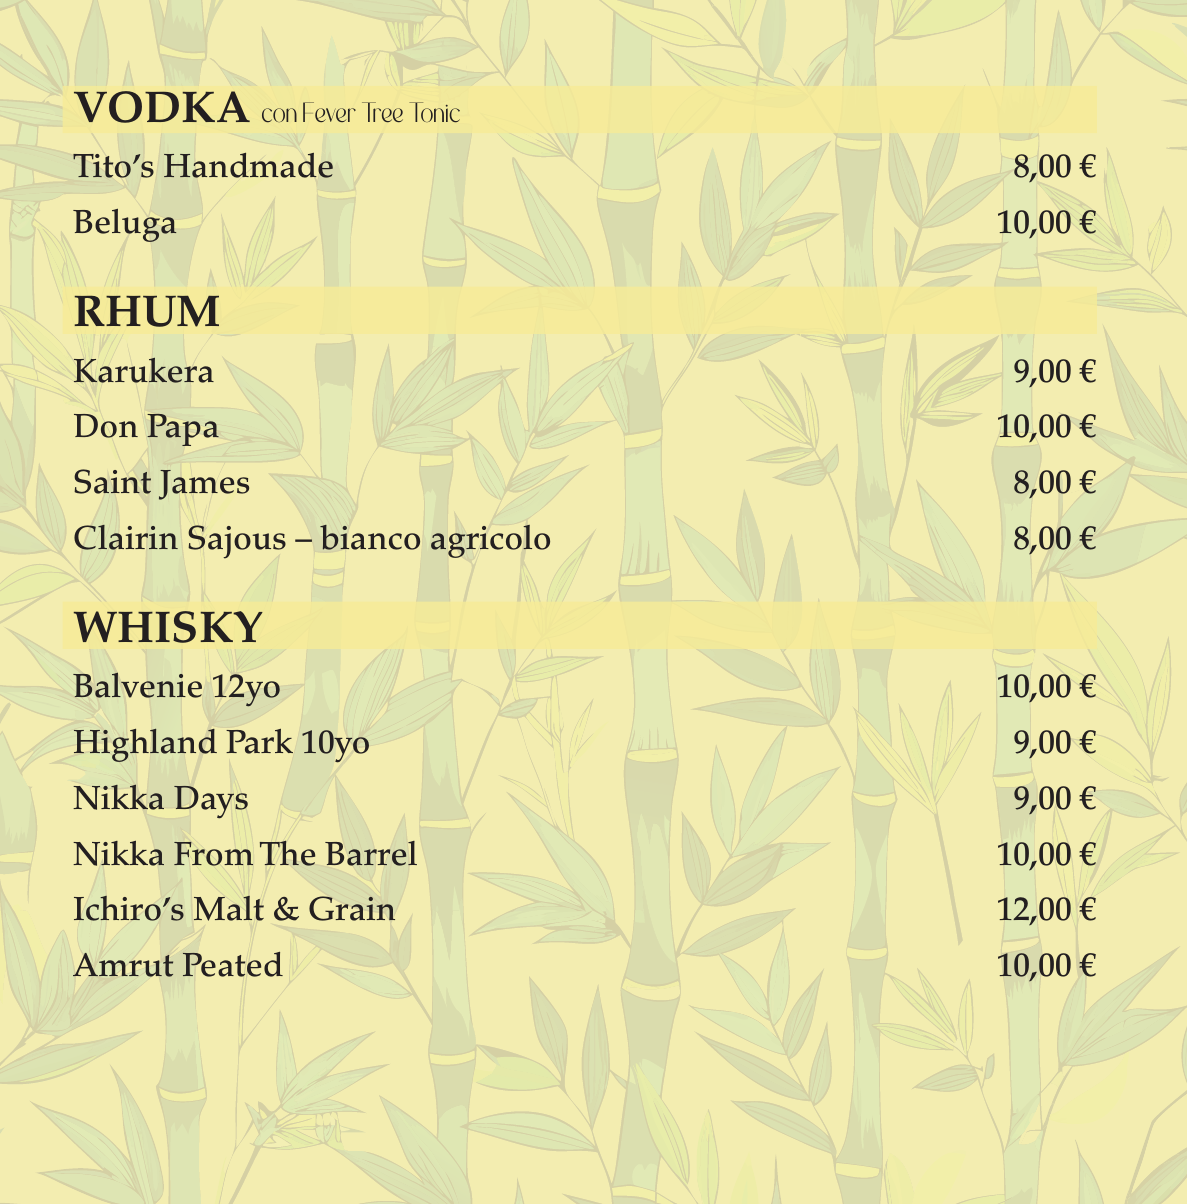 VODKA con Fever Tree Tonic
Tito’s Handmade 8,00 €
Beluga 10,00 €
RHUM
Karukera 9,00 €
Don Papa 10,00 €
Saint James 8,00 €
Clairin Sajous – bianco agricolo 8,00 €
WHISKY
Balvenie 12yo 10,00 €
Highland Park 10yo 9,00 €
Nikka Days 9,00 €
Nikka From The Barrel 10,00 €
Ichiro’s Malt & Grain 12,00 €
Amrut Peated 10,00 €